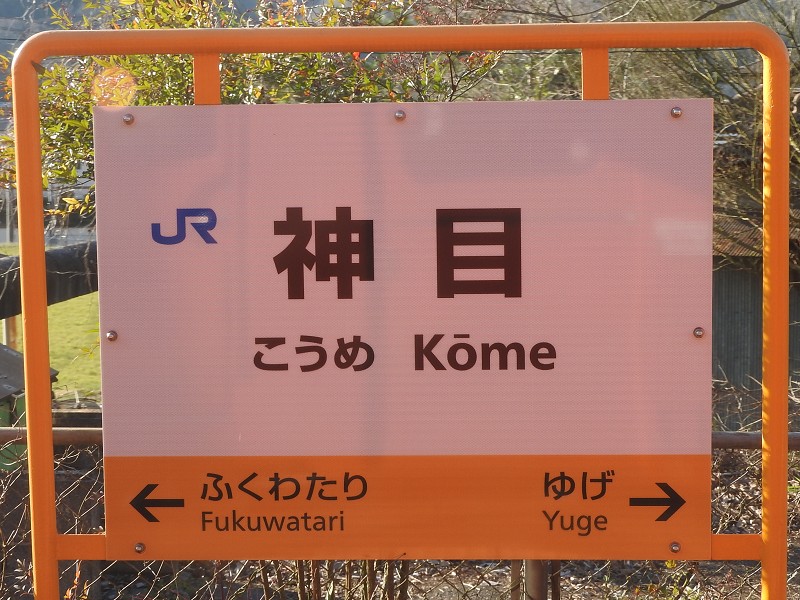 JR
神目
こうめ Kōme
← ふくわたり ゆげ →
Fukuwatari Yuge